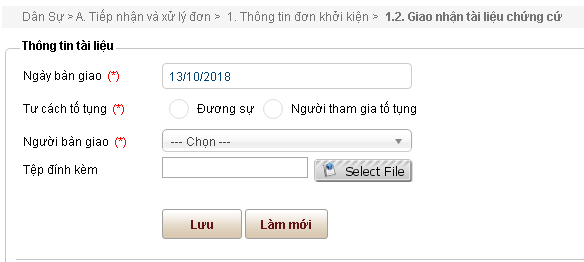 Dân Sự > A. Tiếp nhận và xử lý đơn > 1. Thông tin đơn khởi kiện > 1.2. Giao nhận tài liệu chứng cứ
Thông tin tài liệu
Ngày bàn giao (*) 13/10/2018
Tư cách tố tụng (*) Đương sự Người tham gia tố tụng
Người bàn giao (*) --- Chọn ---
Tệp đính kèm Select File
Lưu Làm mới